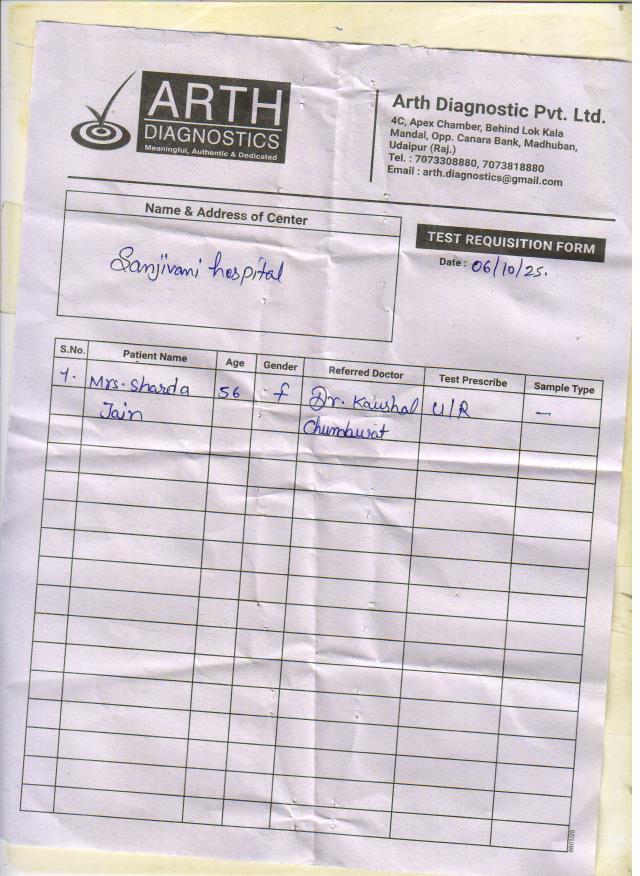 ARTH
DIAGNOSTICS
Meaningful, Authentic & Dedicated
Arth Diagnostic Pvt. Ltd.
4C, Apex Chamber, Behind Lok Kala
Mandal, Opp. Canara Bank, Madhuban,
Udaipur (Raj.)
Tel. : 7073308880, 7073818880
Email : arth.diagnostics@gmail.com
Name & Address of Center
Sanjivani hospital
TEST REQUISITION FORM
Date : 06/10/25.
S.No. Patient Name Age Gender Referred Doctor Test Prescribe Sample Type
1. Mrs. Sharda 56 f Dr. Kaushal U/R —
Jain Chundawat